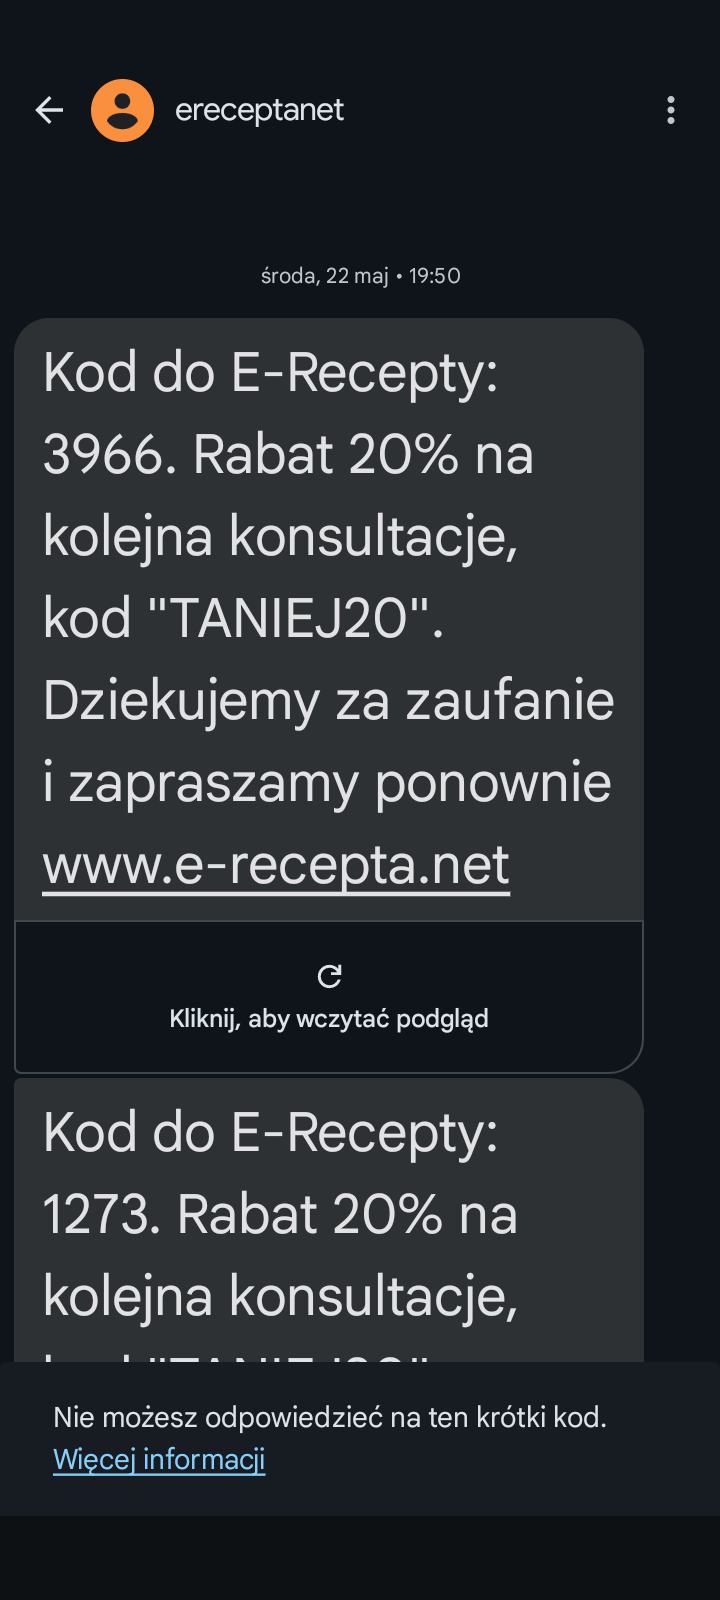 ereceptanet
środa, 22 maj • 19:50
Kod do E-Recepty:
3966. Rabat 20% na
kolejna konsultacje,
kod "TANIEJ20".
Dziekujemy za zaufanie
i zapraszamy ponownie
www.e-recepta.net
Kliknij, aby wczytać podgląd
Kod do E-Recepty:
1273. Rabat 20% na
kolejna konsultacje,
Nie możesz odpowiedzieć na ten krótki kod.
Więcej informacji